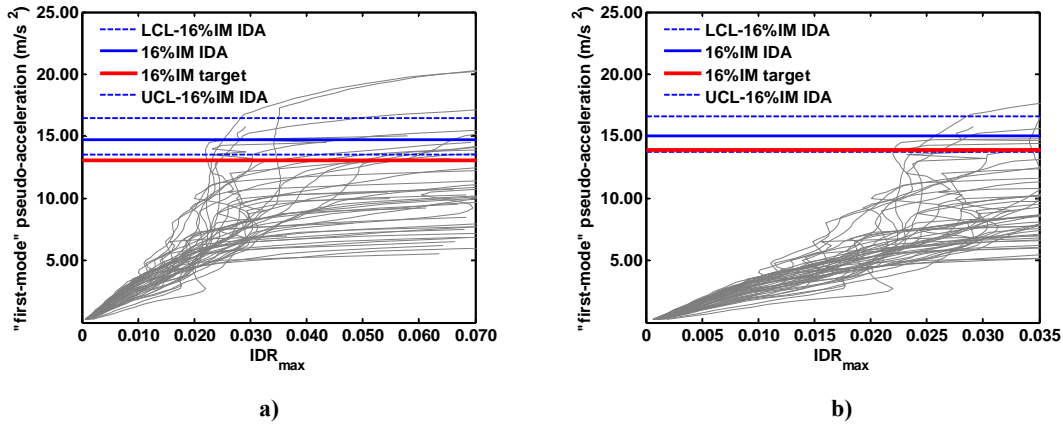 "first-mode" pseudo-acceleration (m/s²)
25.00
20.00
15.00
10.00
5.00
LCL-16%IM IDA
16%IM IDA
16%IM target
UCL-16%IM IDA
0 0.010 0.020 0.030 0.040 0.050 0.060 0.070
IDRmax
a)
"first-mode" pseudo-acceleration (m/s²)
25.00
20.00
15.00
10.00
5.00
LCL-16%IM IDA
16%IM IDA
16%IM target
UCL-16%IM IDA
0 0.005 0.010 0.015 0.020 0.025 0.030 0.035
IDRmax
b)